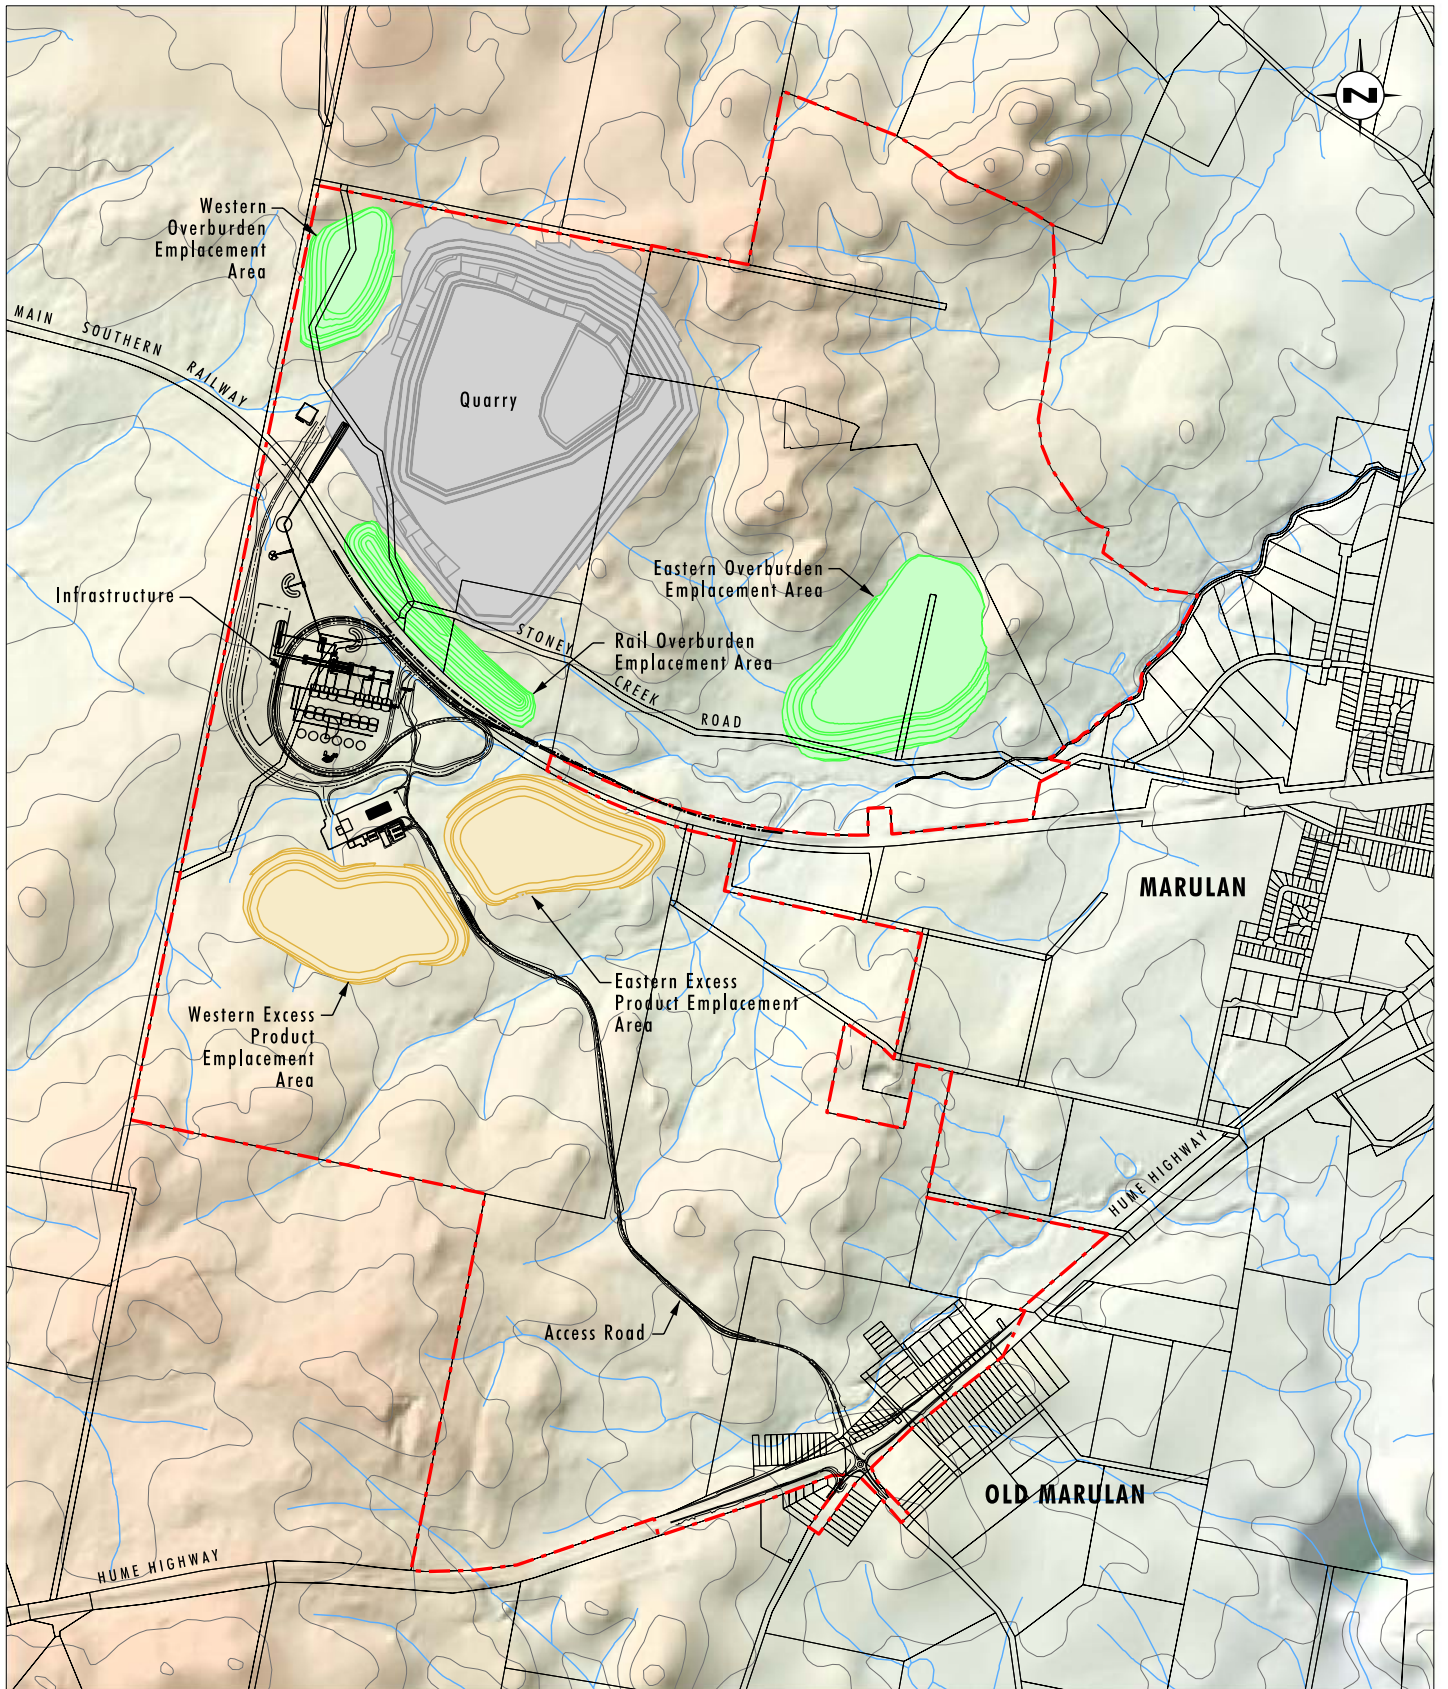 N
Western
Overburden
Emplacement
Area
MAIN SOUTHERN RAILWAY
Quarry
Infrastructure
Eastern Overburden
Emplacement Area
STONEY CREEK ROAD
Rail Overburden
Emplacement Area
MARULAN
Eastern Excess
Product Emplacement
Area
Western Excess
Product
Emplacement
Area
HUME HIGHWAY
Access Road
OLD MARULAN
HUME HIGHWAY